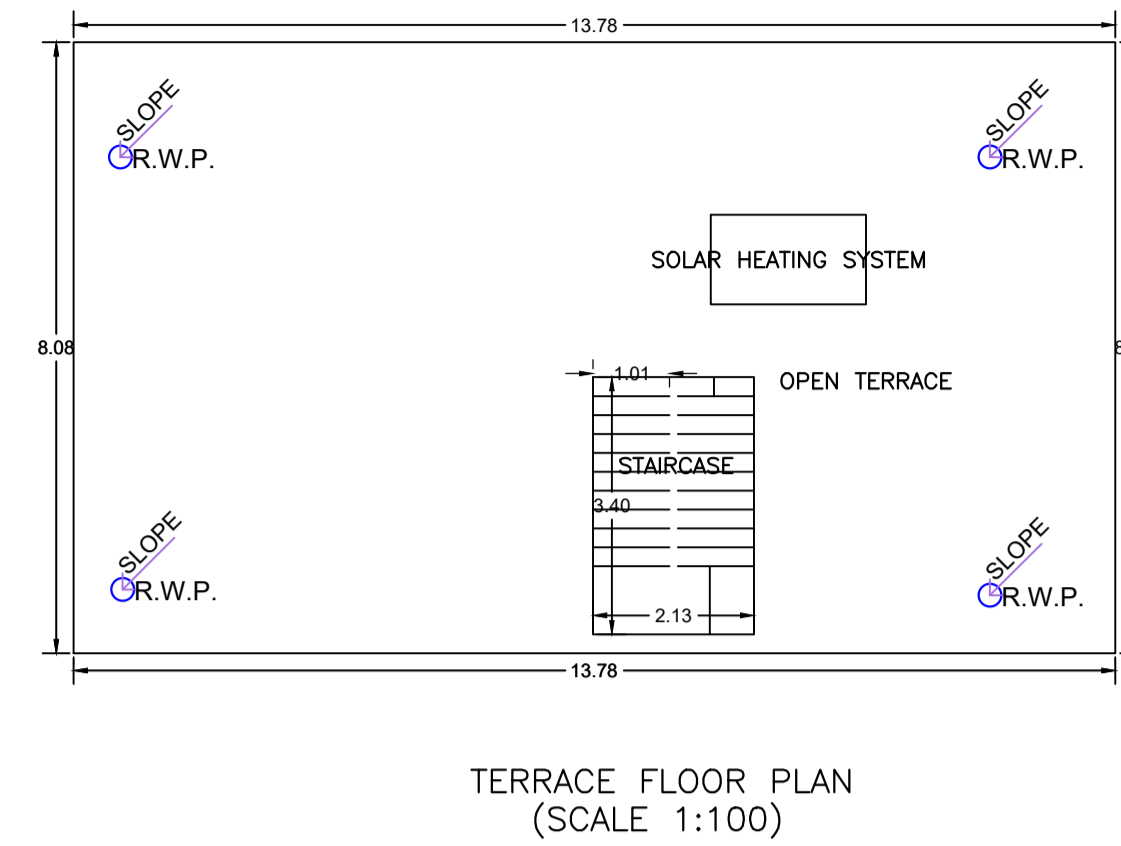 13.78
SLOPE
R.W.P.
SLOPE
R.W.P.
SOLAR HEATING SYSTEM
8.08
8
1.01
OPEN TERRACE
STAIRCASE
3.40
SLOPE
R.W.P.
SLOPE
R.W.P.
2.13
13.78
TERRACE FLOOR PLAN
(SCALE 1:100)